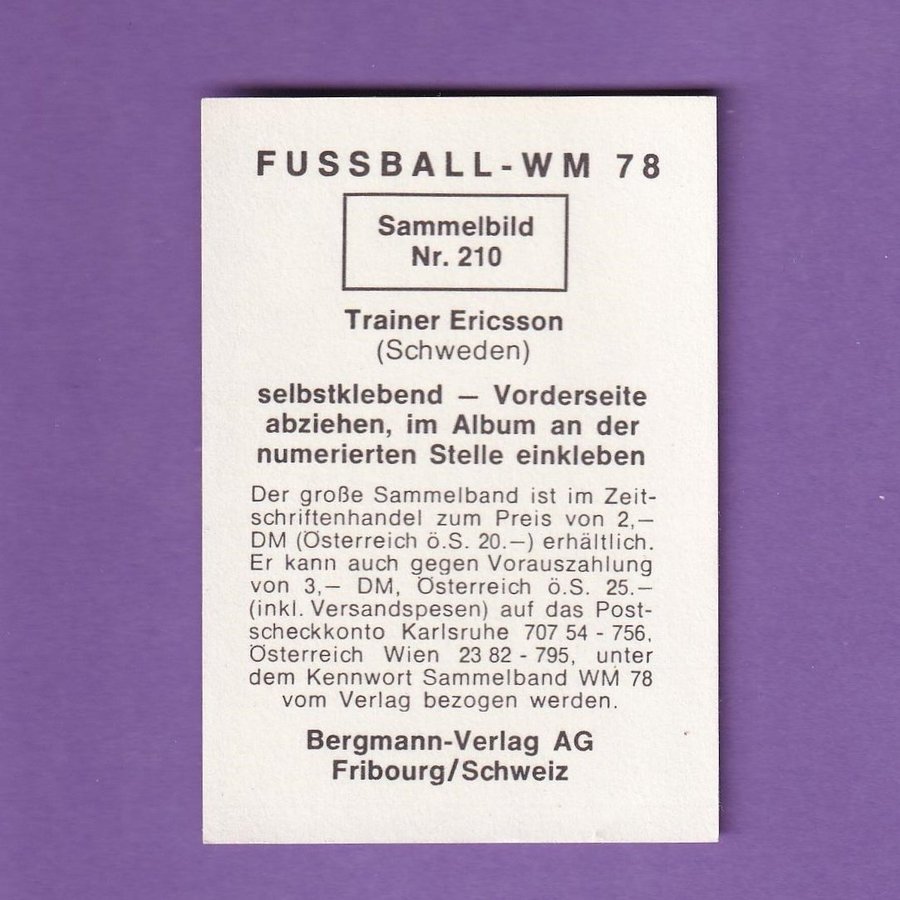 FUSSBALL-WM 78
Sammelbild
Nr. 210
Trainer Ericsson
(Schweden)
selbstklebend — Vorderseite
abziehen, im Album an der
numerierten Stelle einkleben
Der große Sammelband ist im Zeit-
schriftenhandel zum Preis von 2,—
DM (Österreich ö.S. 20.—) erhältlich.
Er kann auch gegen Vorauszahlung
von 3,— DM, Österreich ö.S. 25.—
(inkl. Versandspesen) auf das Post-
scheckkonto Karlsruhe 707 54 - 756,
Österreich Wien 23 82 - 795, unter
dem Kennwort Sammelband WM 78
vom Verlag bezogen werden.
Bergmann-Verlag AG
Fribourg/Schweiz